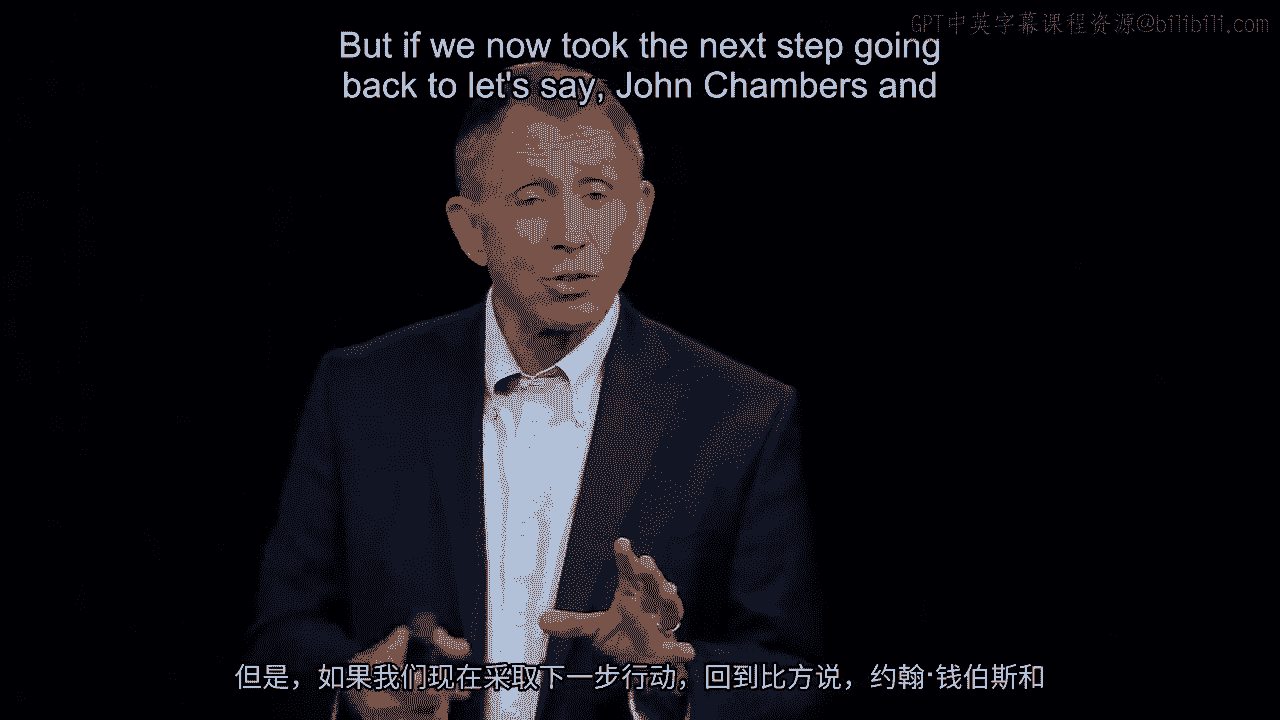 GPT中英字幕课程资源@bilibili.com
But if we now took the next step going
back to let's say, John Chambers and
但是，如果我们现在采取下一步行动，回到比方说，约翰·钱伯斯和